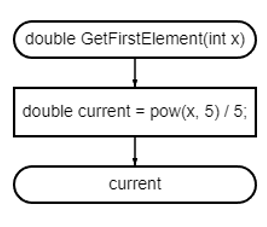 double GetFirstElement(int x)
double current = pow(x, 5) / 5;
current